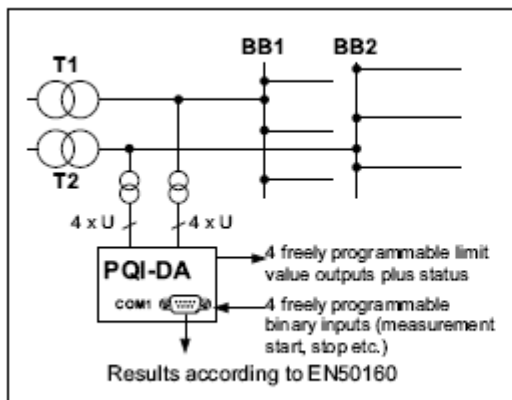 BB1 BB2
T1
T2
4 x U 4 x U
PQI-DA
COM1
4 freely programmable limit
value outputs plus status
4 freely programmable
binary inputs (measurement
start, stop etc.)
Results according to EN50160